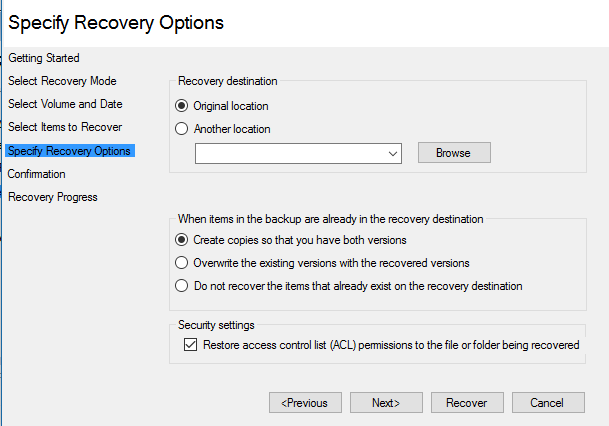 Specify Recovery Options
Getting Started
Select Recovery Mode
Select Volume and Date
Select Items to Recover
Specify Recovery Options
Confirmation
Recovery Progress
Recovery destination
Original location
Another location
Browse
When items in the backup are already in the recovery destination
Create copies so that you have both versions
Overwrite the existing versions with the recovered versions
Do not recover the items that already exist on the recovery destination
Security settings
Restore access control list (ACL) permissions to the file or folder being recovered
<Previous
Next>
Recover
Cancel